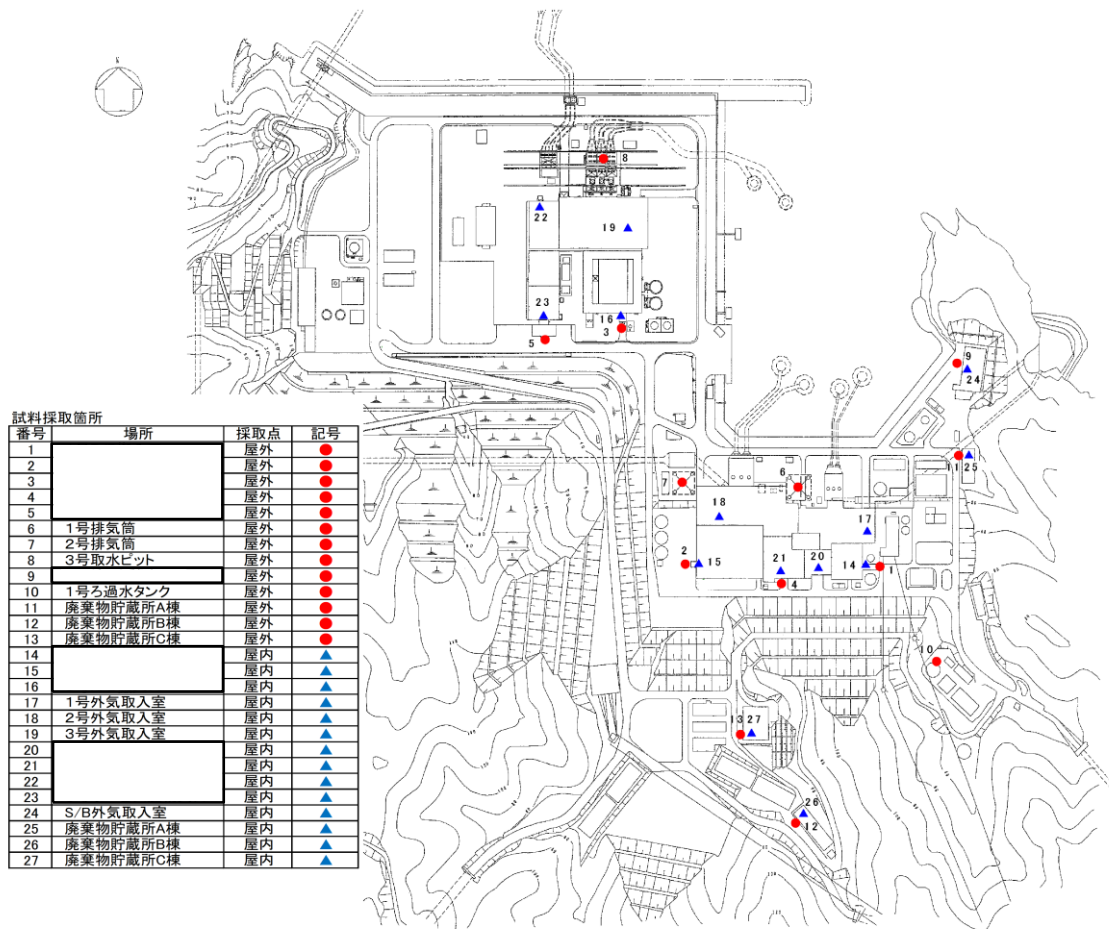 N
8
22
19
23
16
3
5
9
24
6
11
25
7
18
17
2
15
21
20
14
1
4
10
13
27
26
12
試料採取箇所
番号 場所 採取点 記号
1 屋外 ●
2 屋外 ●
3 屋外 ●
4 屋外 ●
5 屋外 ●
6 1号排気筒 屋外 ●
7 2号排気筒 屋外 ●
8 3号取水ピット 屋外 ●
9 屋外 ●
10 1号ろ過水タンク 屋外 ●
11 廃棄物貯蔵所A棟 屋外 ●
12 廃棄物貯蔵所B棟 屋外 ●
13 廃棄物貯蔵所C棟 屋外 ●
14 屋内 ▲
15 屋内 ▲
16 屋内 ▲
17 1号外気取入室 屋内 ▲
18 2号外気取入室 屋内 ▲
19 3号外気取入室 屋内 ▲
20 屋内 ▲
21 屋内 ▲
22 屋内 ▲
23 屋内 ▲
24 S/B外気取入室 屋内 ▲
25 廃棄物貯蔵所A棟 屋内 ▲
26 廃棄物貯蔵所B棟 屋内 ▲
27 廃棄物貯蔵所C棟 屋内 ▲